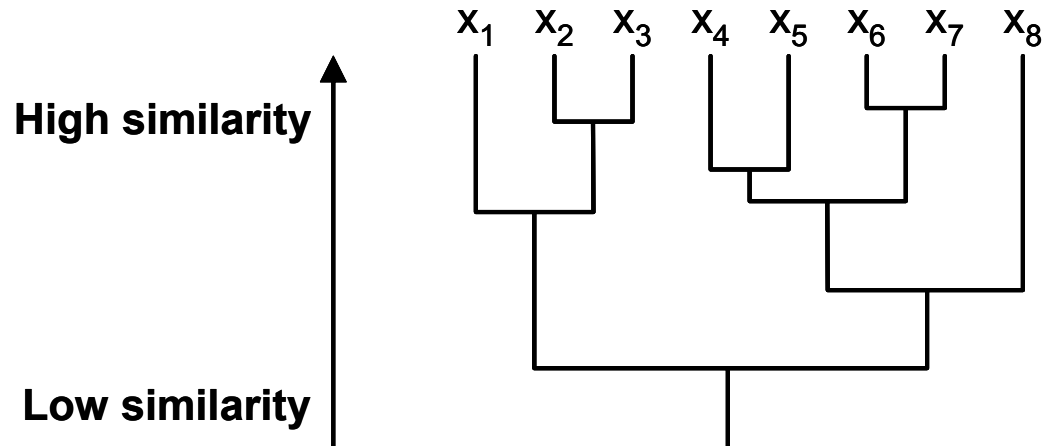 x₁ x₂ x₃ x₄ x₅ x₆ x₇ x₈
High similarity
Low similarity